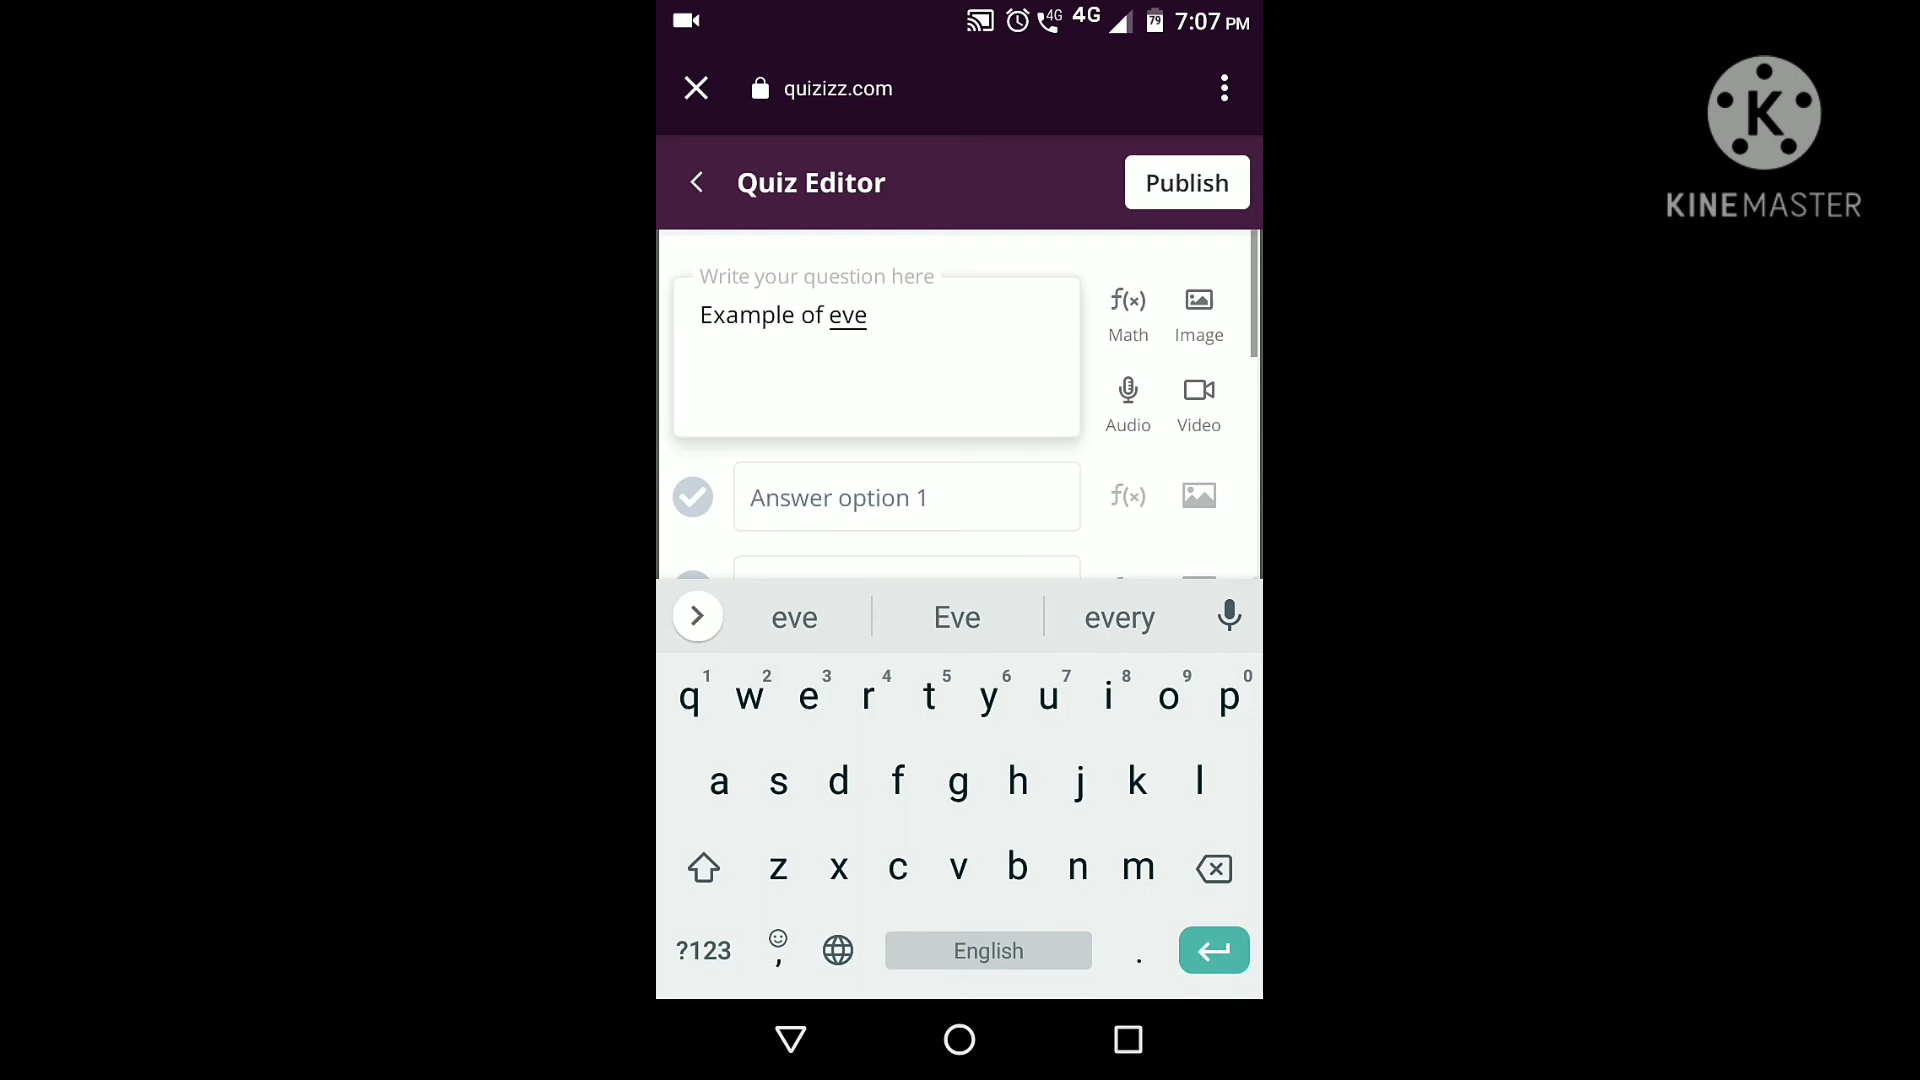 4G 4G 79 7:07 PM
quizizz.com
Quiz Editor Publish
Write your question here
Example of eve
f(x)
Math Image
Audio Video
Answer option 1 f(x)
eve Eve every
1 2 3 4 5 6 7 8 9 0
q w e r t y u i o p
a s d f g h j k l
z x c v b n m
?123 , English .
K
KINEMASTER